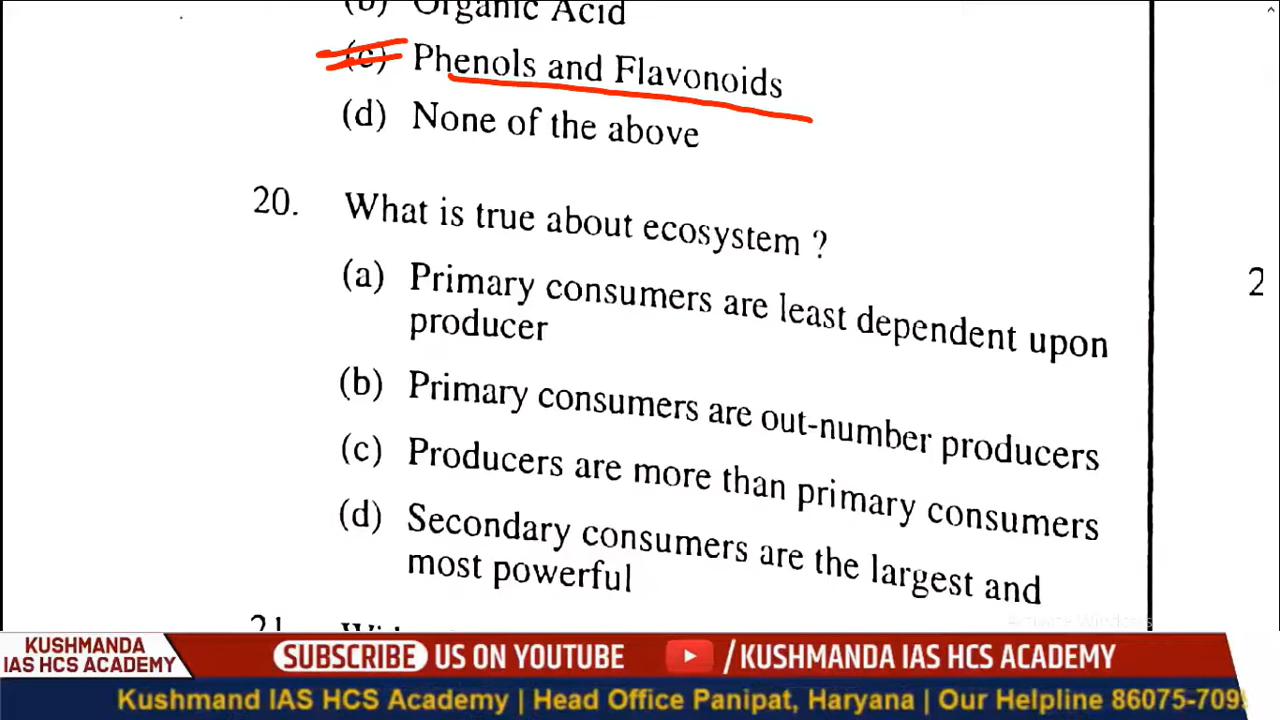 (b) Organic Acid
(c) Phenols and Flavonoids
(d) None of the above
20. What is true about ecosystem ?
(a) Primary consumers are least dependent upon
producer
2
(b) Primary consumers are out-number producers
(c) Producers are more than primary consumers
(d) Secondary consumers are the largest and
most powerful
21.
KUSHMANDA
IAS HCS ACADEMY
SUBSCRIBE US ON YOUTUBE /KUSHMANDA IAS HCS ACADEMY
Kushmand IAS HCS Academy | Head Office Panipat, Haryana | Our Helpline 86075-709